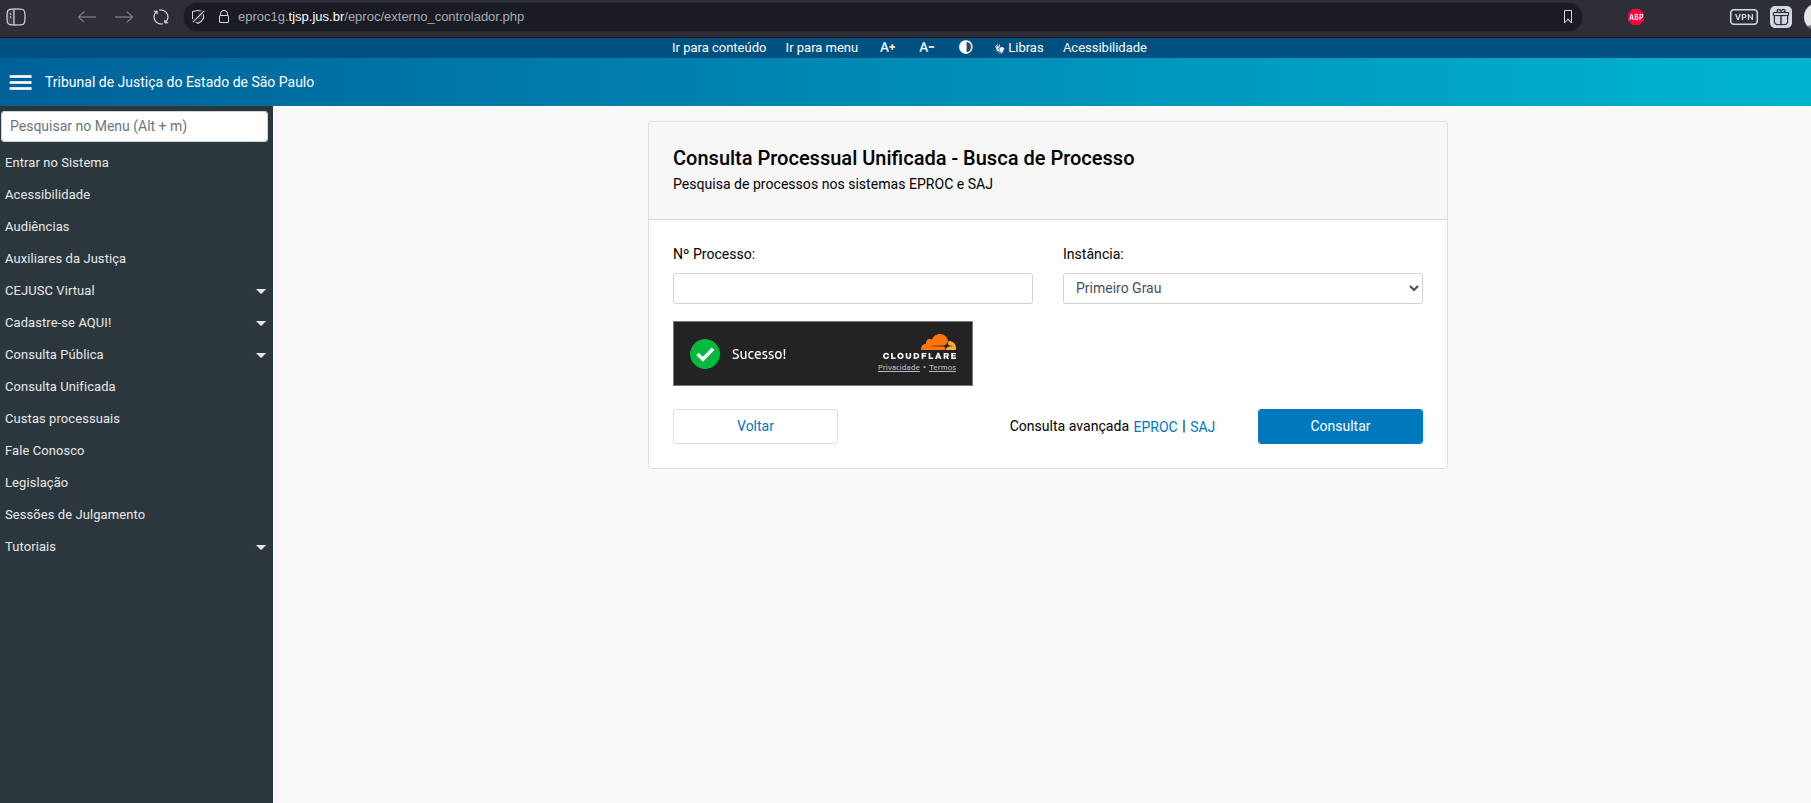 eproc1g.tjsp.jus.br/eproc/externo_controlador.php
ABP
VPN
Ir para conteúdo Ir para menu A+ A− Libras Acessibilidade
Tribunal de Justiça do Estado de São Paulo
Pesquisar no Menu (Alt + m)
Entrar no Sistema
Acessibilidade
Audiências
Auxiliares da Justiça
CEJUSC Virtual
Cadastre-se AQUI!
Consulta Pública
Consulta Unificada
Custas processuais
Fale Conosco
Legislação
Sessões de Julgamento
Tutoriais
Consulta Processual Unificada - Busca de Processo
Pesquisa de processos nos sistemas EPROC e SAJ
Nº Processo:
Instância:
Primeiro Grau
Sucesso!
CLOUDFLARE
Privacidade • Termos
Voltar
Consulta avançada EPROC | SAJ
Consultar